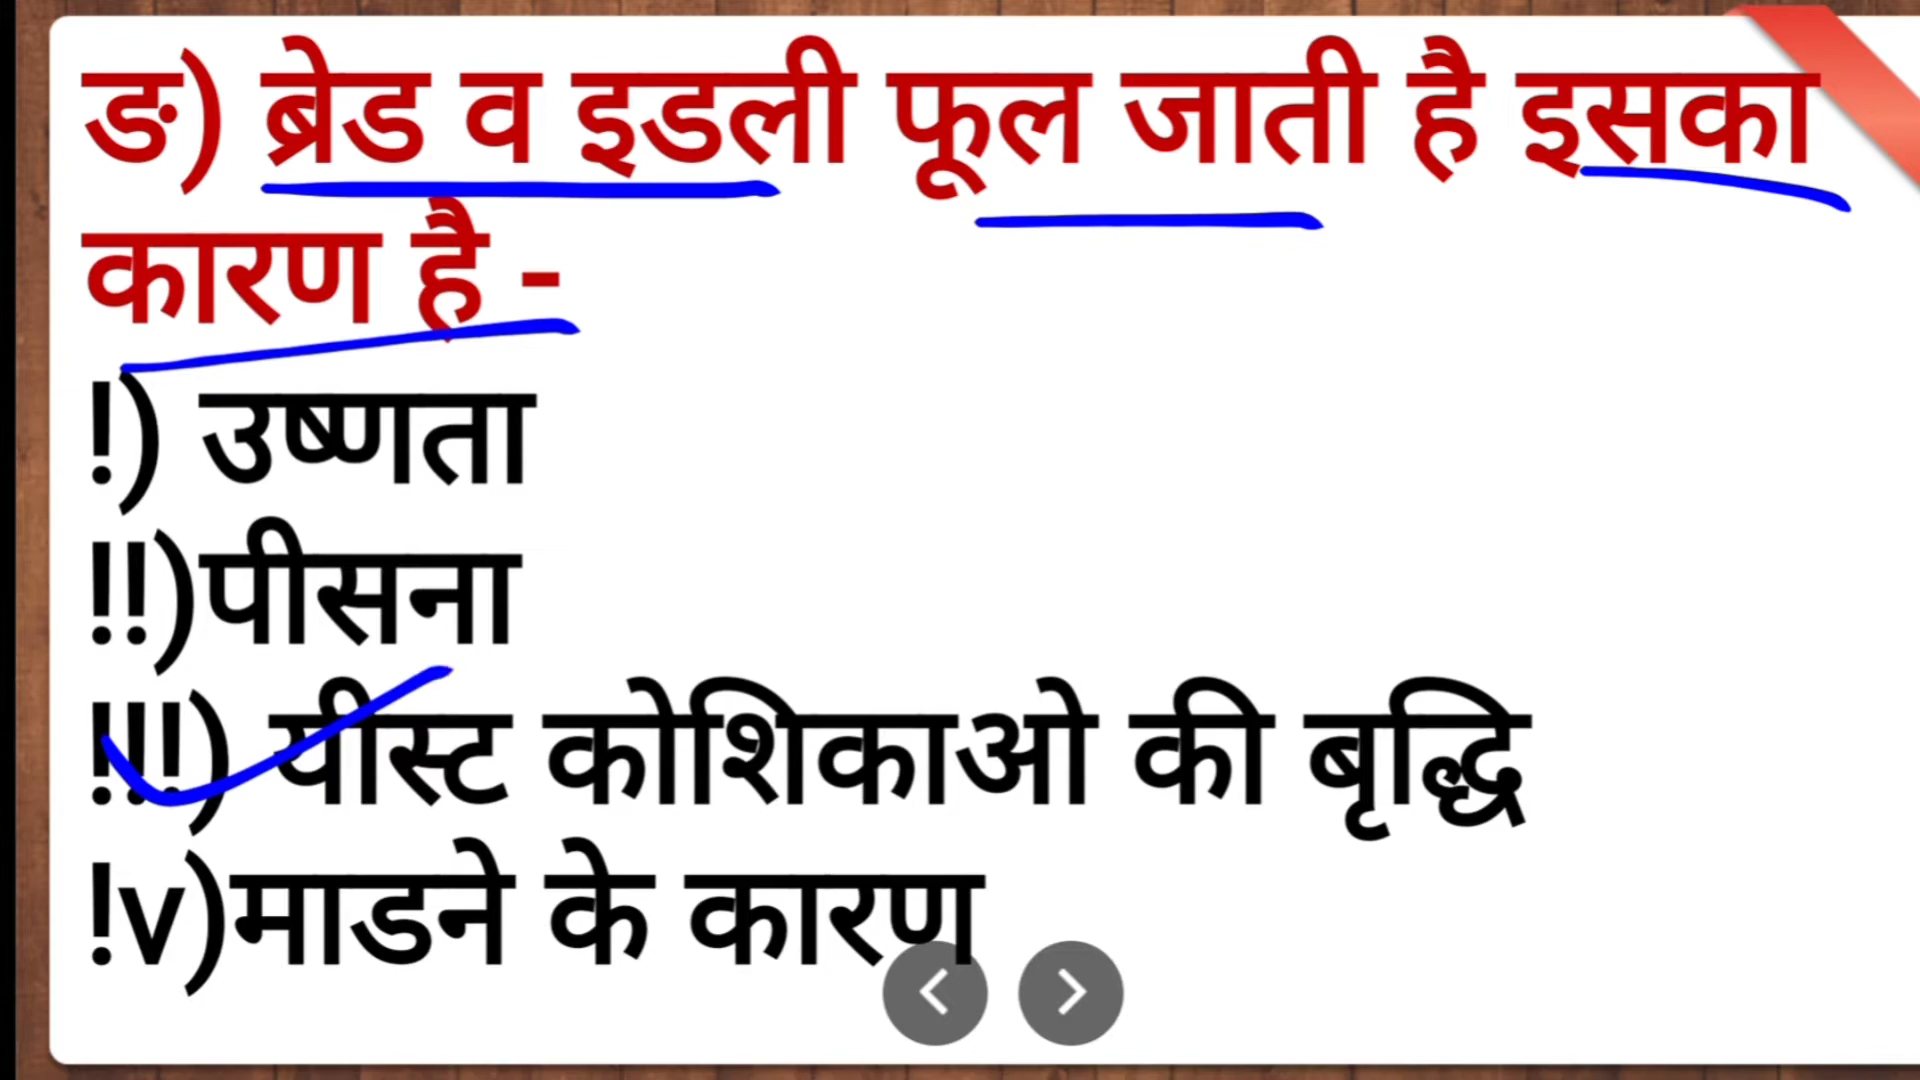 ङ) ब्रेड व इडली फूल जाती है इसका
कारण है -
!) उष्णता
!!)पीसना
!!!) यीस्ट कोशिकाओ की बृद्धि
!v)माडने के कारण